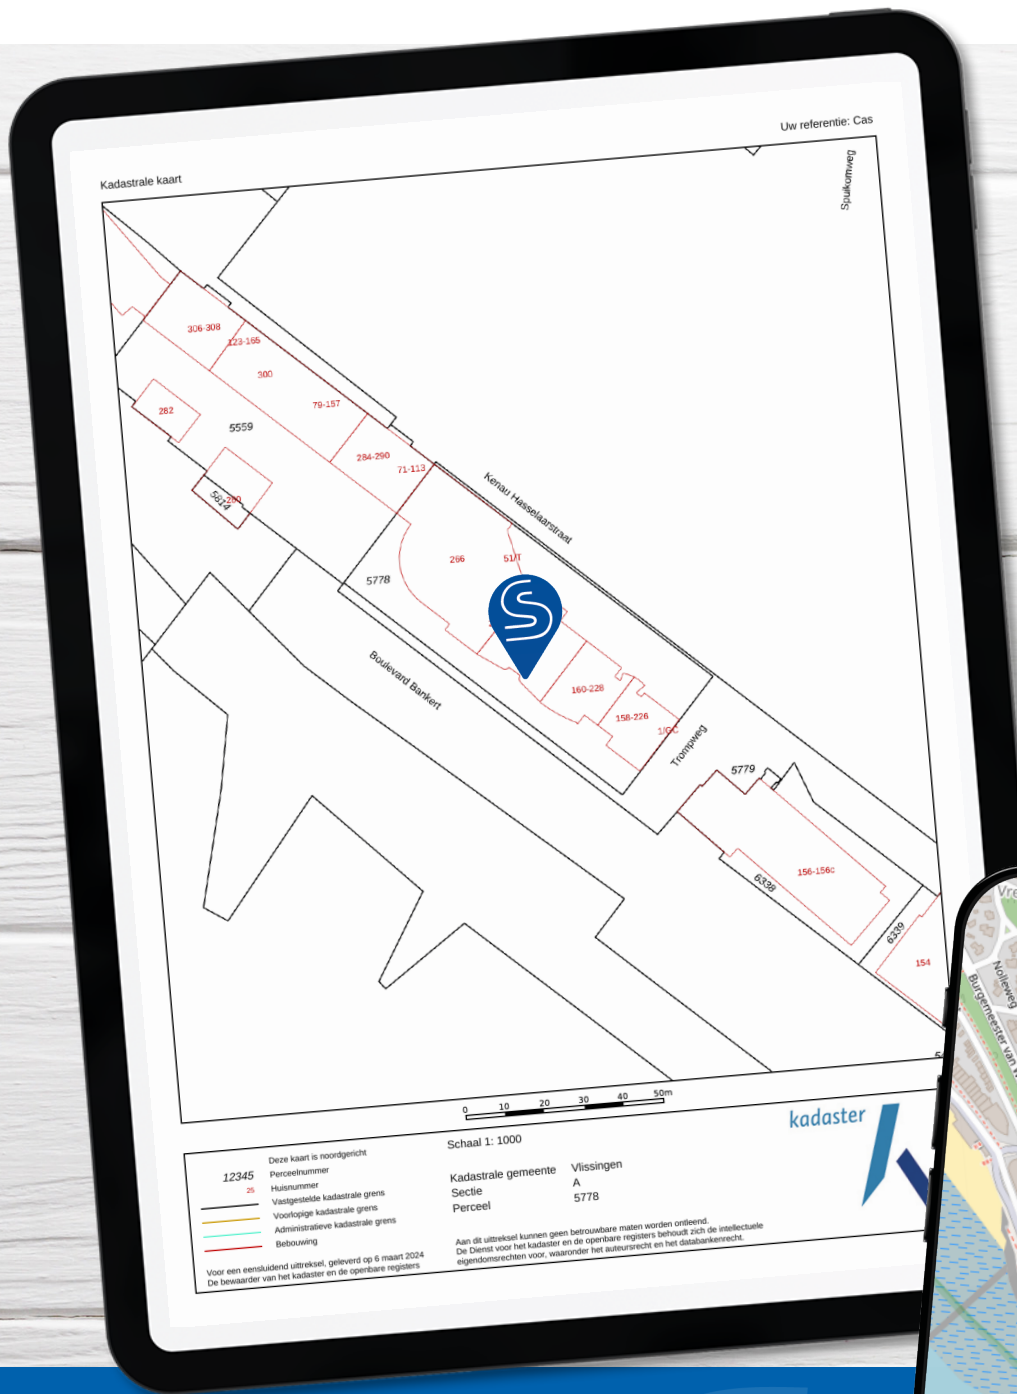 Uw referentie: Cas
Kadastrale kaart
Spuikomweg
306-308
123-165
300
79-157
282
5559
284-290
71-113
5814
Kenau Hasselaarstraat
266
51/T
5778
Boulevard Bankert
160-228
158-226
1/GC
Trompweg
5779
156-156c
6338
6339
154
0 10 20 30 40 50m
Schaal 1: 1000
kadaster
Deze kaart is noordgericht
12345 Perceelnummer
25 Huisnummer
Vastgestelde kadastrale grens
Voorlopige kadastrale grens
Administratieve kadastrale grens
Bebouwing
Kadastrale gemeente Vlissingen
Sectie A
Perceel 5778
Voor een eensluidend uittreksel, geleverd op 6 maart 2024
De bewaarder van het kadaster en de openbare registers
Aan dit uittreksel kunnen geen betrouwbare maten worden ontleend.
De Dienst voor het kadaster en de openbare registers behoudt zich de intellectuele
eigendomsrechten voor, waaronder het auteursrecht en het databankenrecht.
Nolleweg
Burgemeester van